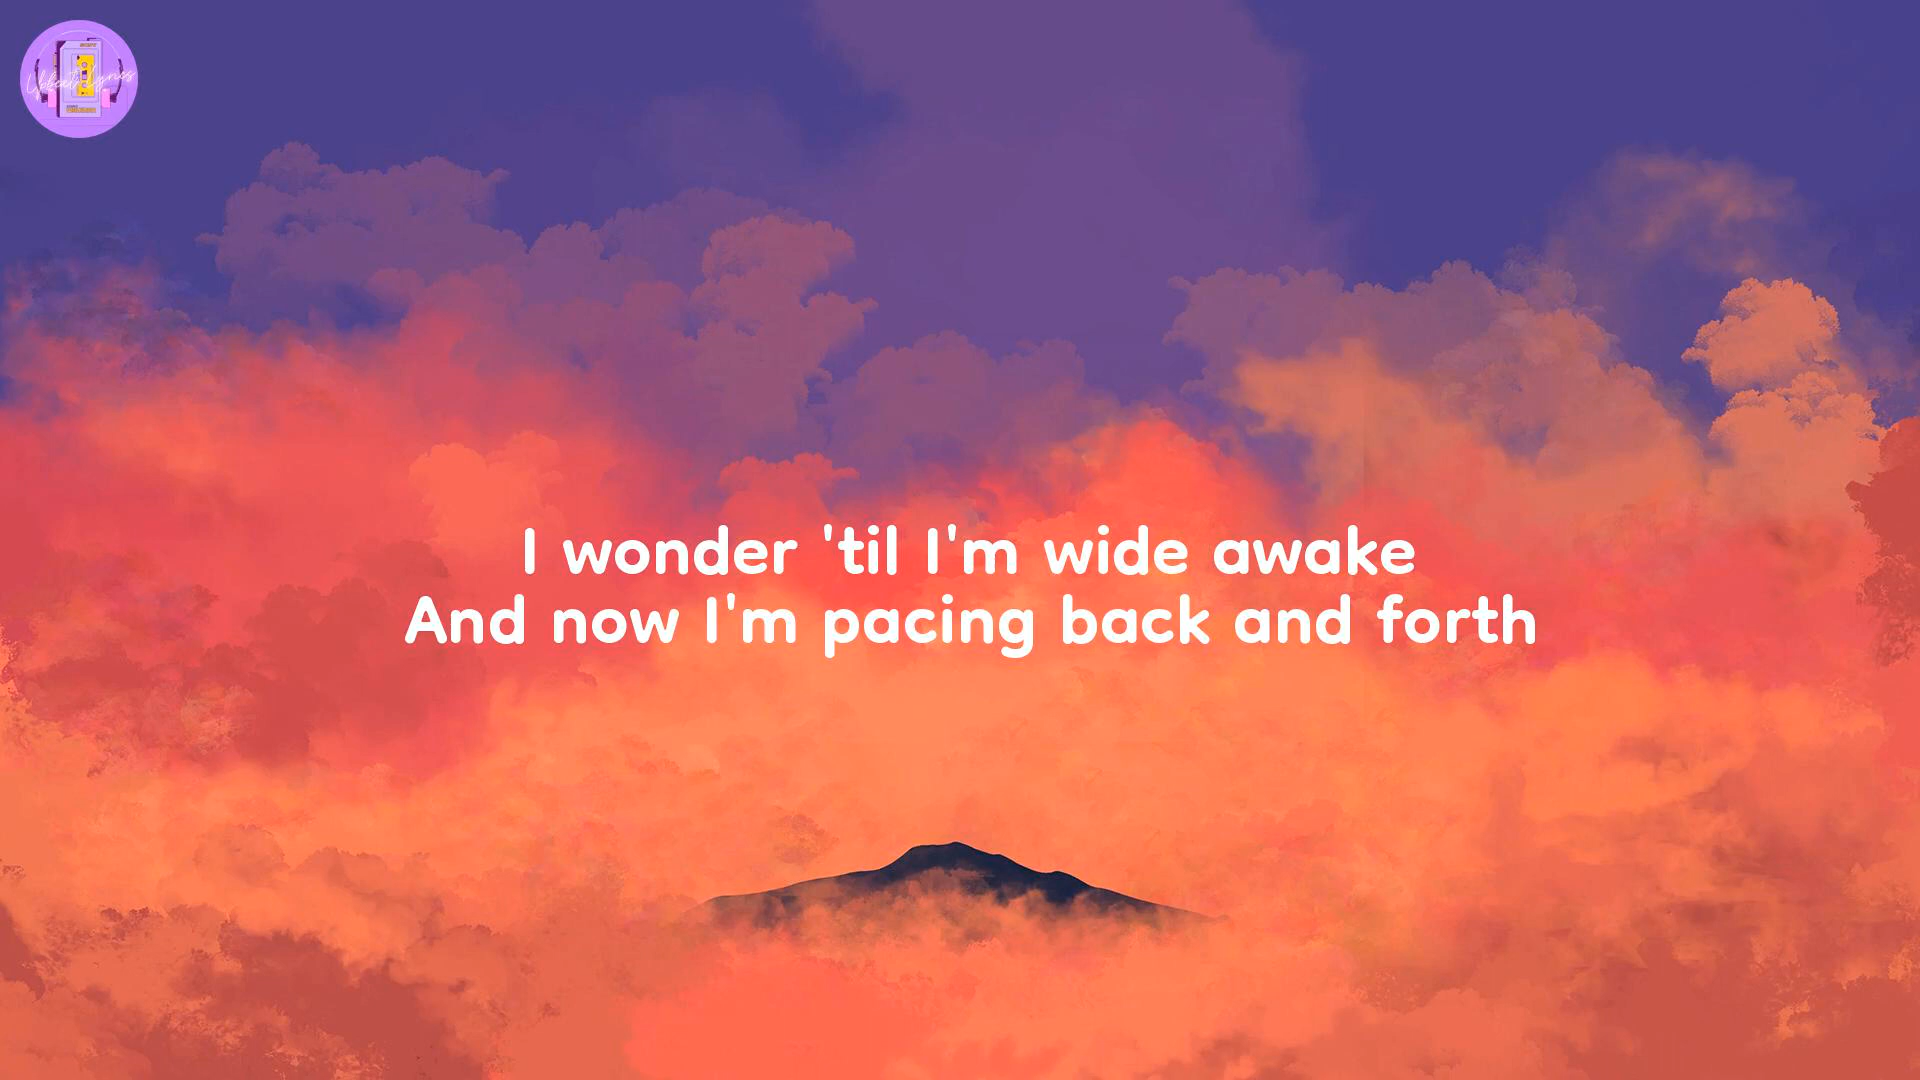 I wonder 'til I'm wide awake
And now I'm pacing back and forth